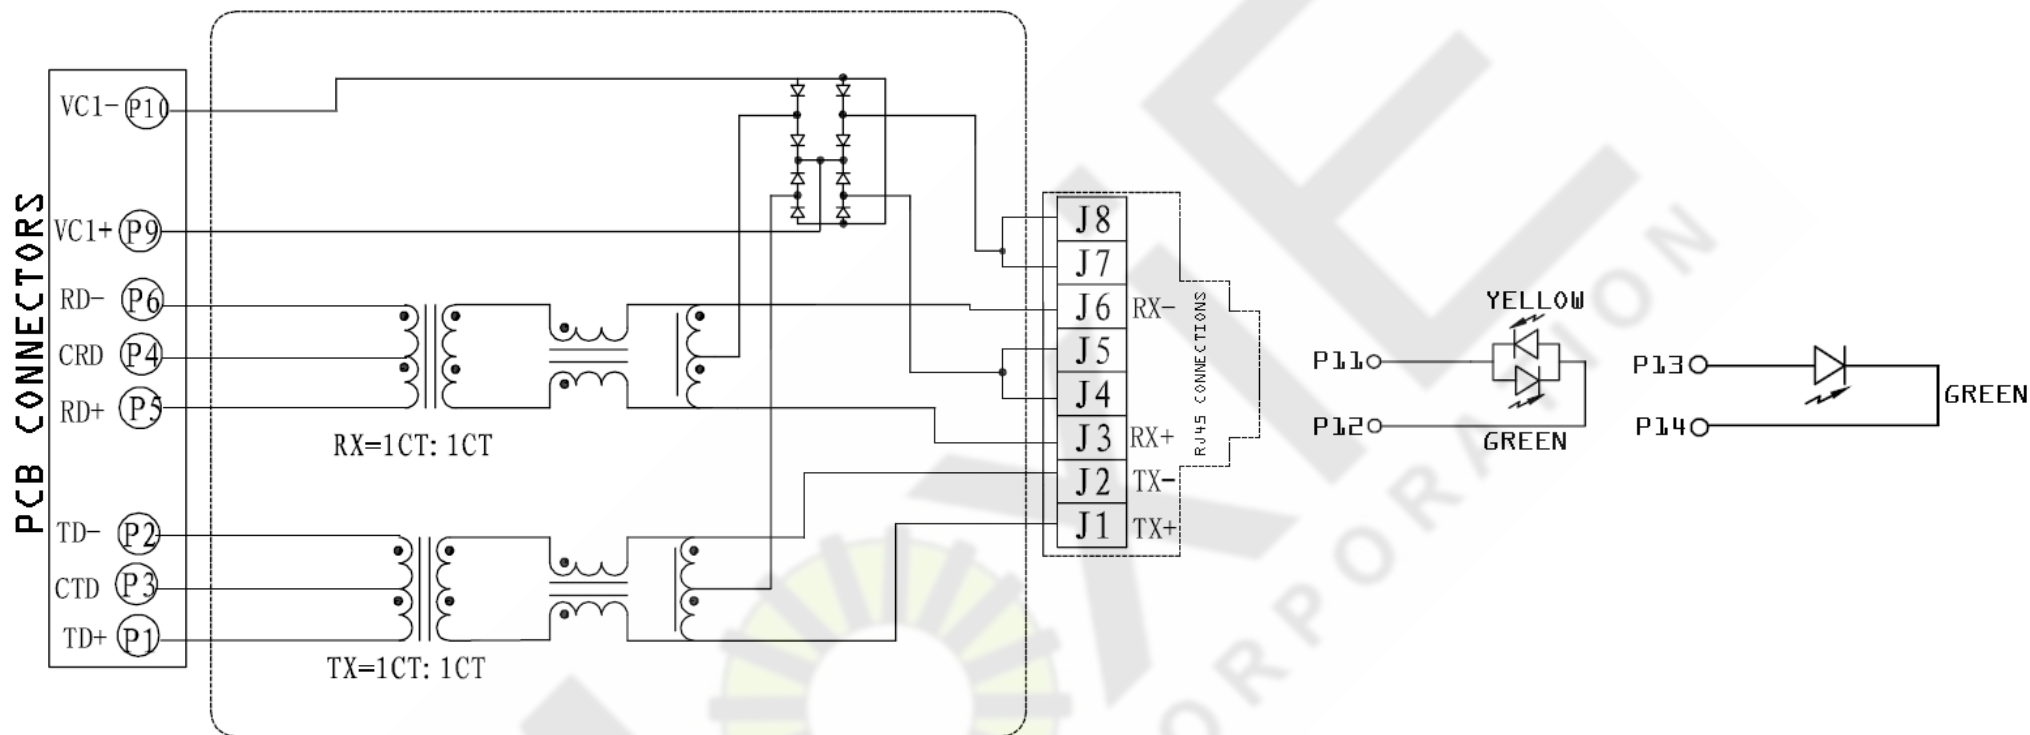 PCB CONNECTORS
VC1- P10
VC1+ P9
RD- P6
CRD P4
RD+ P5
RX=1CT: 1CT
TD- P2
CTD P3
TD+ P1
TX=1CT: 1CT
J8
J7
J6 RX-
J5
J4
J3 RX+
J2 TX-
J1 TX+
RJ45 CONNECTIONS
YELLOW
P11
P12
GREEN
P13
P14
GREEN
CORPORATION